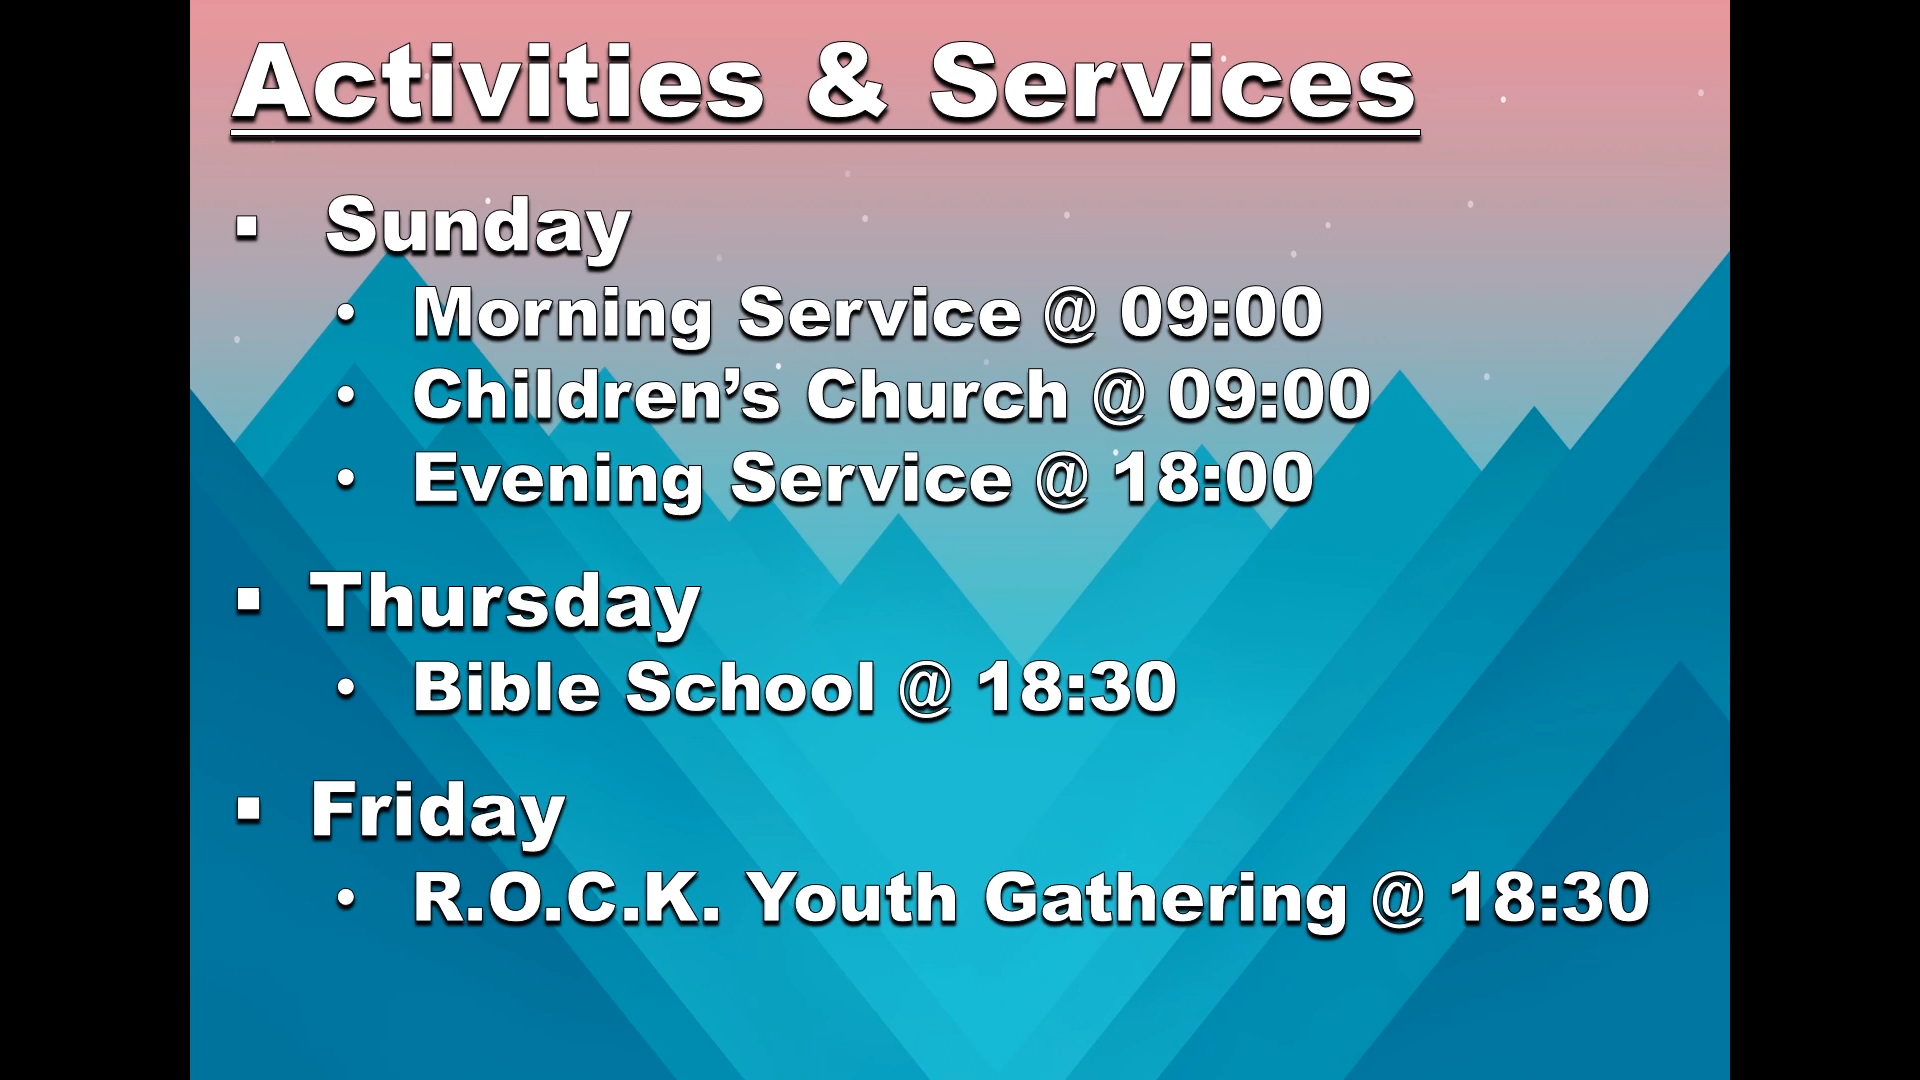 Activities & Services
▪ Sunday
• Morning Service @ 09:00
• Children’s Church @ 09:00
• Evening Service @ 18:00
▪ Thursday
• Bible School @ 18:30
▪ Friday
• R.O.C.K. Youth Gathering @ 18:30